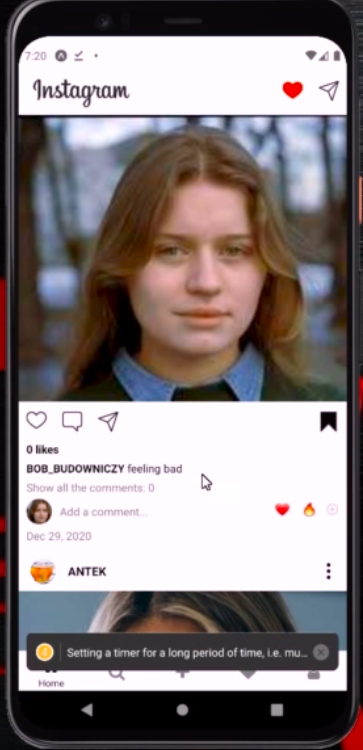 7:20
Instagram
0 likes
BOB_BUDOWNICZY feeling bad
Show all the comments: 0
Add a comment...
Dec 29, 2020
ANTEK
Setting a timer for a long period of time, i.e. mu...
Home